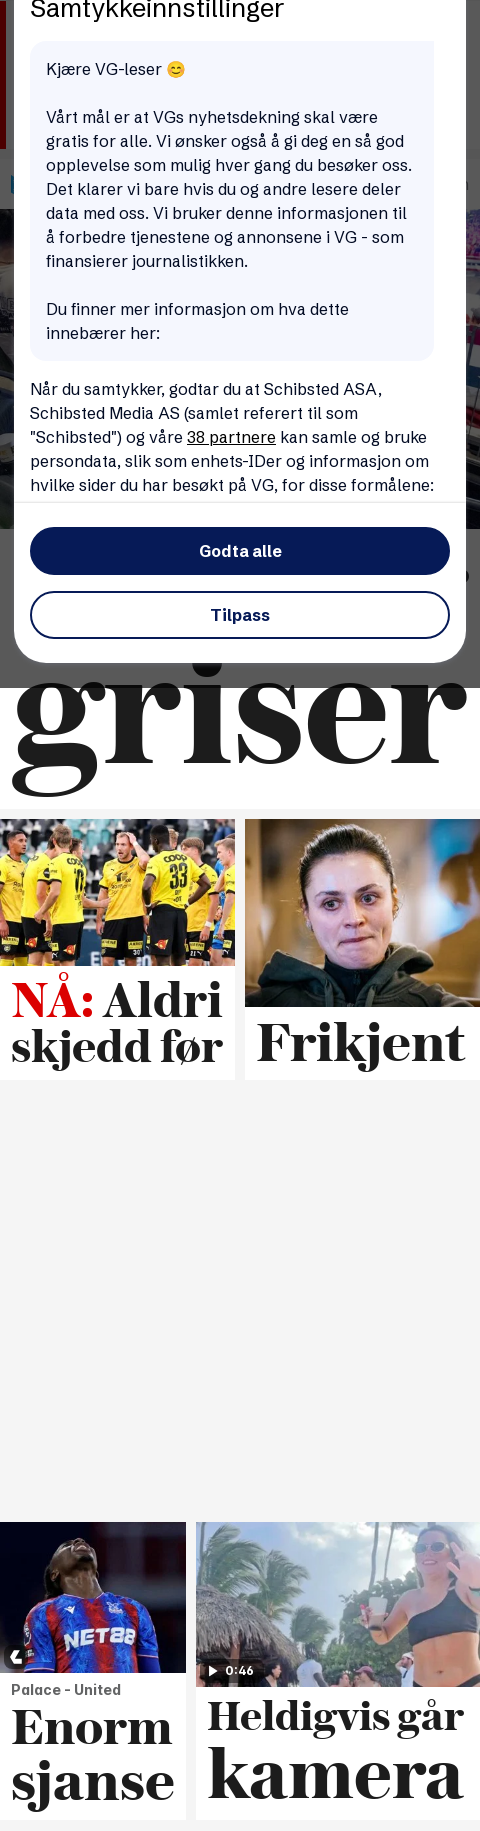 Samtykkeinnstillinger
Kjære VG-leser 😊
Vårt mål er at VGs nyhetsdekning skal være
gratis for alle. Vi ønsker også å gi deg en så god
opplevelse som mulig hver gang du besøker oss.
Det klarer vi bare hvis du og andre lesere deler
data med oss. Vi bruker denne informasjonen til
å forbedre tjenestene og annonsene i VG - som
finansierer journalistikken.
Du finner mer informasjon om hva dette
innebærer her:
Når du samtykker, godtar du at Schibsted ASA,
Schibsted Media AS (samlet referert til som
"Schibsted") og våre 38 partnere kan samle og bruke
persondata, slik som enhets-IDer og informasjon om
hvilke sider du har besøkt på VG, for disse formålene:
Godta alle
Tilpass
griser
coop
33
NÅ: Aldri
skjedd før
Frikjent
NET88
0:46
Palace - United
Enorm
sjanse
Heldigvis går
kamera